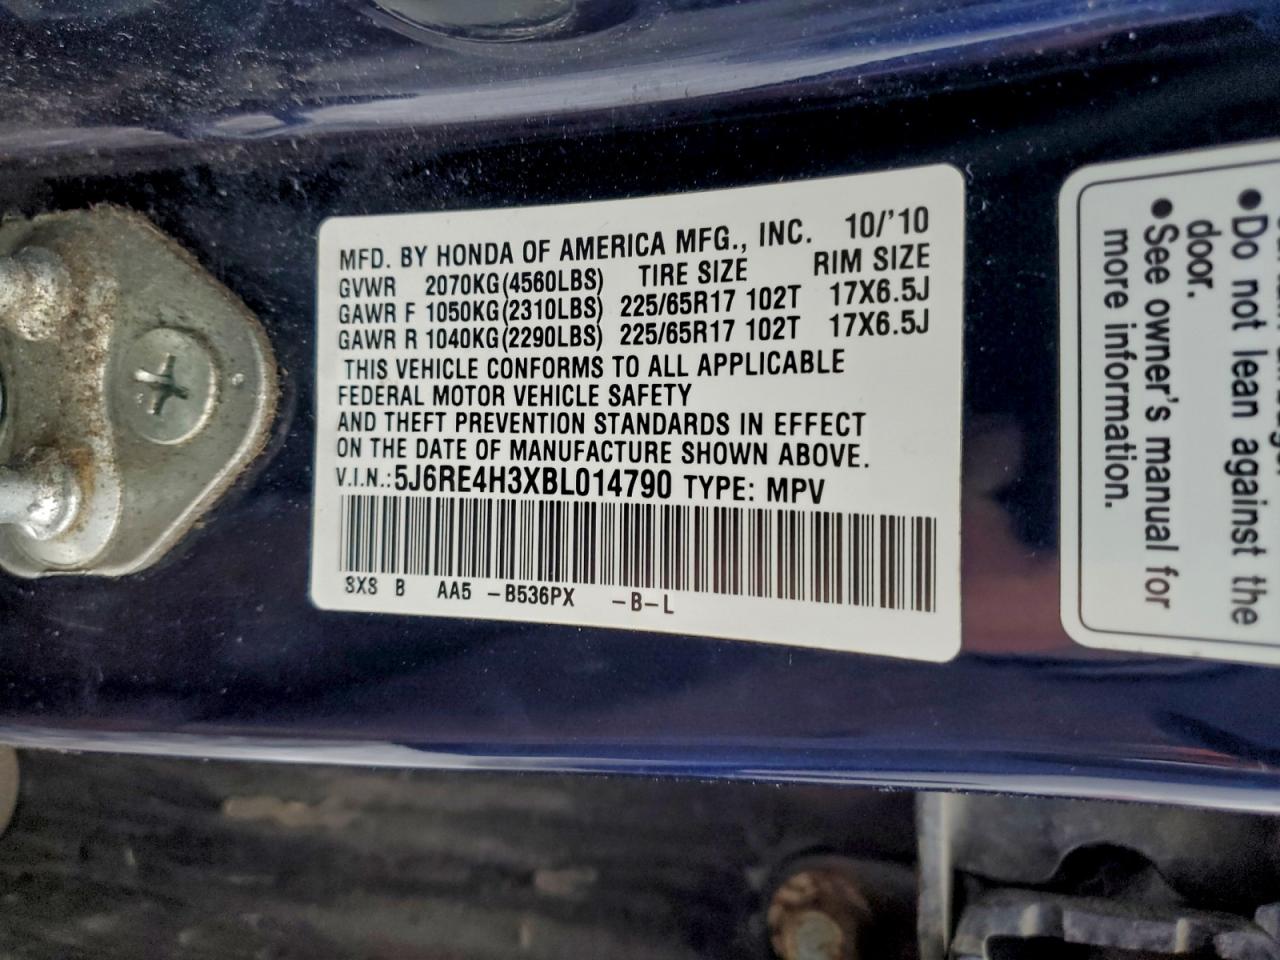 MFD. BY HONDA OF AMERICA MFG., INC. 10/'10
GVWR 2070KG(4560LBS) TIRE SIZE RIM SIZE
GAWR F 1050KG(2310LBS) 225/65R17 102T 17X6.5J
GAWR R 1040KG(2290LBS) 225/65R17 102T 17X6.5J
THIS VEHICLE CONFORMS TO ALL APPLICABLE
FEDERAL MOTOR VEHICLE SAFETY
AND THEFT PREVENTION STANDARDS IN EFFECT
ON THE DATE OF MANUFACTURE SHOWN ABOVE.
V.I.N.:5J6RE4H3XBL014790 TYPE: MPV
SXS B AA5 -B536PX -B-L
●Do not lean against the
door.
●See owner's manual for
more information.